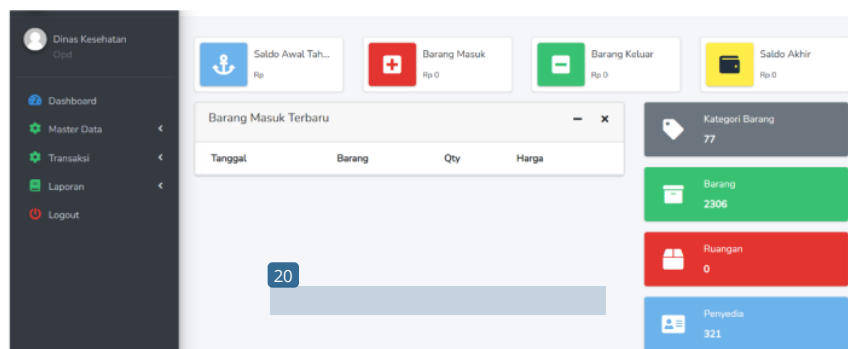 Dinas Kesehatan
Opd
Dashboard
Master Data
Transaksi
Laporan
Logout
Saldo Awal Tah...
Rp
Barang Masuk
Rp 0
Barang Keluar
Rp 0
Saldo Akhir
Rp 0
Barang Masuk Terbaru
Tanggal Barang Qty Harga
Kategori Barang
77
Barang
2306
Ruangan
0
Penyedia
321
20